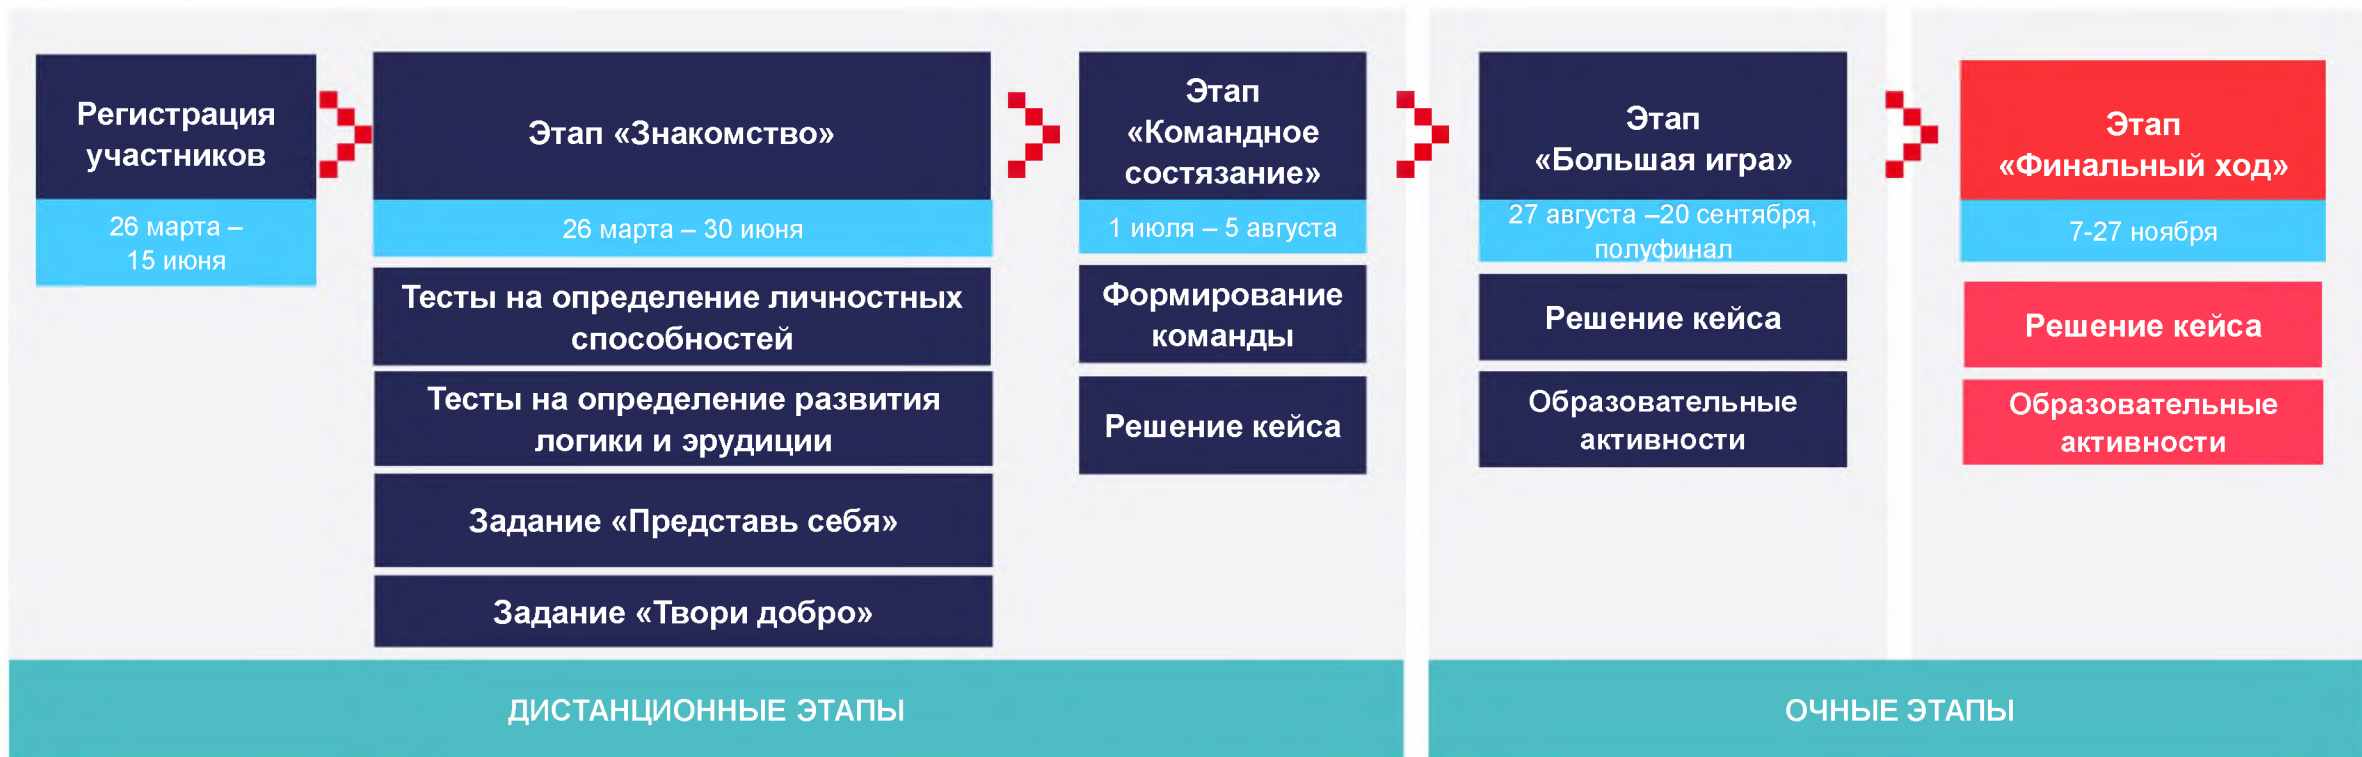 Регистрация
участников
26 марта –
15 июня
Этап «Знакомство»
26 марта – 30 июня
Тесты на определение личностных
способностей
Тесты на определение развития
логики и эрудиции
Задание «Представь себя»
Задание «Твори добро»
Этап
«Командное
состязание»
1 июля – 5 августа
Формирование
команды
Решение кейса
Этап
«Большая игра»
27 августа –20 сентября,
полуфинал
Решение кейса
Образовательные
активности
Этап
«Финальный ход»
7-27 ноября
Решение кейса
Образовательные
активности
ДИСТАНЦИОННЫЕ ЭТАПЫ
ОЧНЫЕ ЭТАПЫ